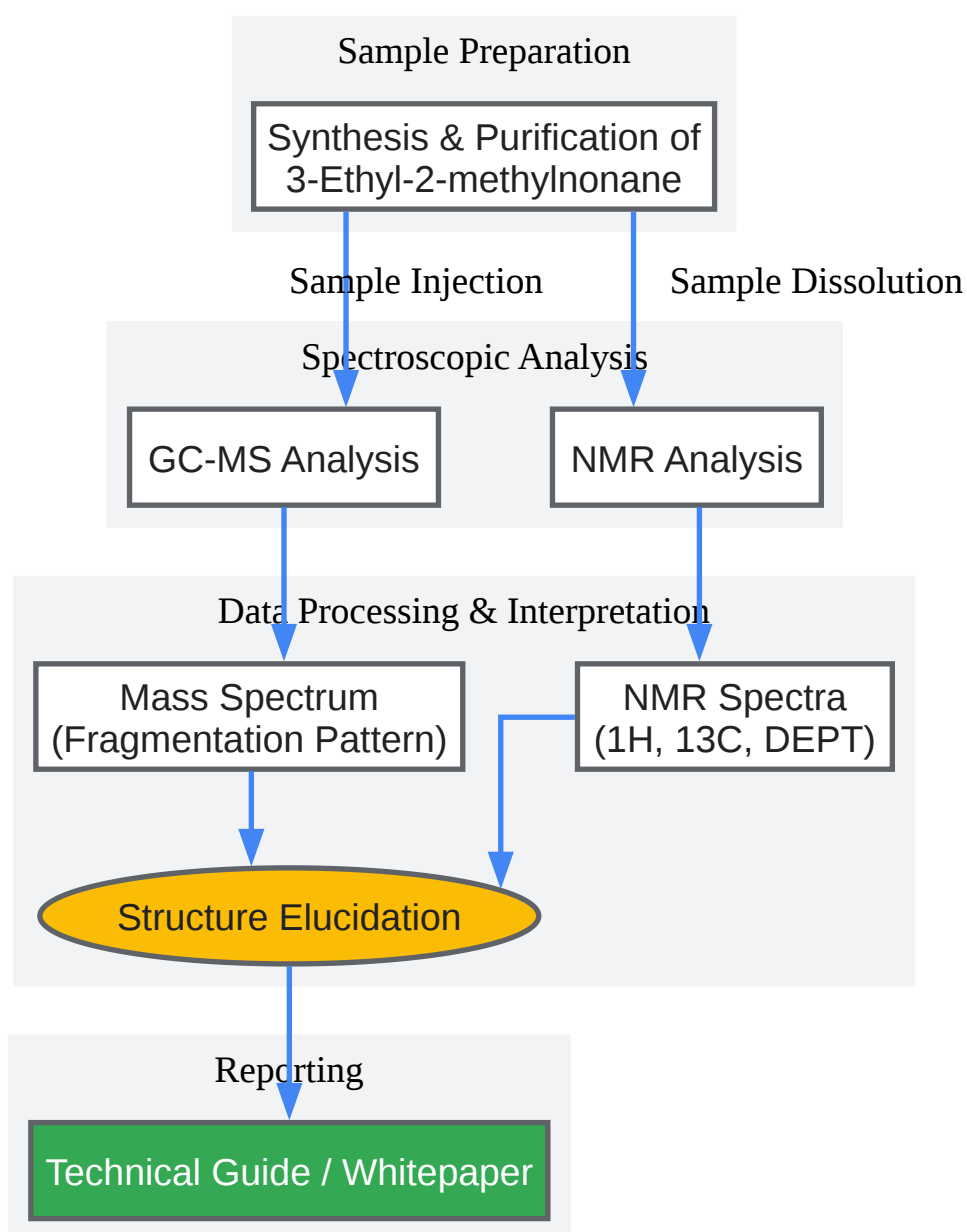 Sample Preparation
Synthesis & Purification of
3-Ethyl-2-methylnonane
Sample Injection
Sample Dissolution
Spectroscopic Analysis
GC-MS Analysis
NMR Analysis
Data Processing & Interpretation
Mass Spectrum
(Fragmentation Pattern)
NMR Spectra
(1H, 13C, DEPT)
Structure Elucidation
Reporting
Technical Guide / Whitepaper